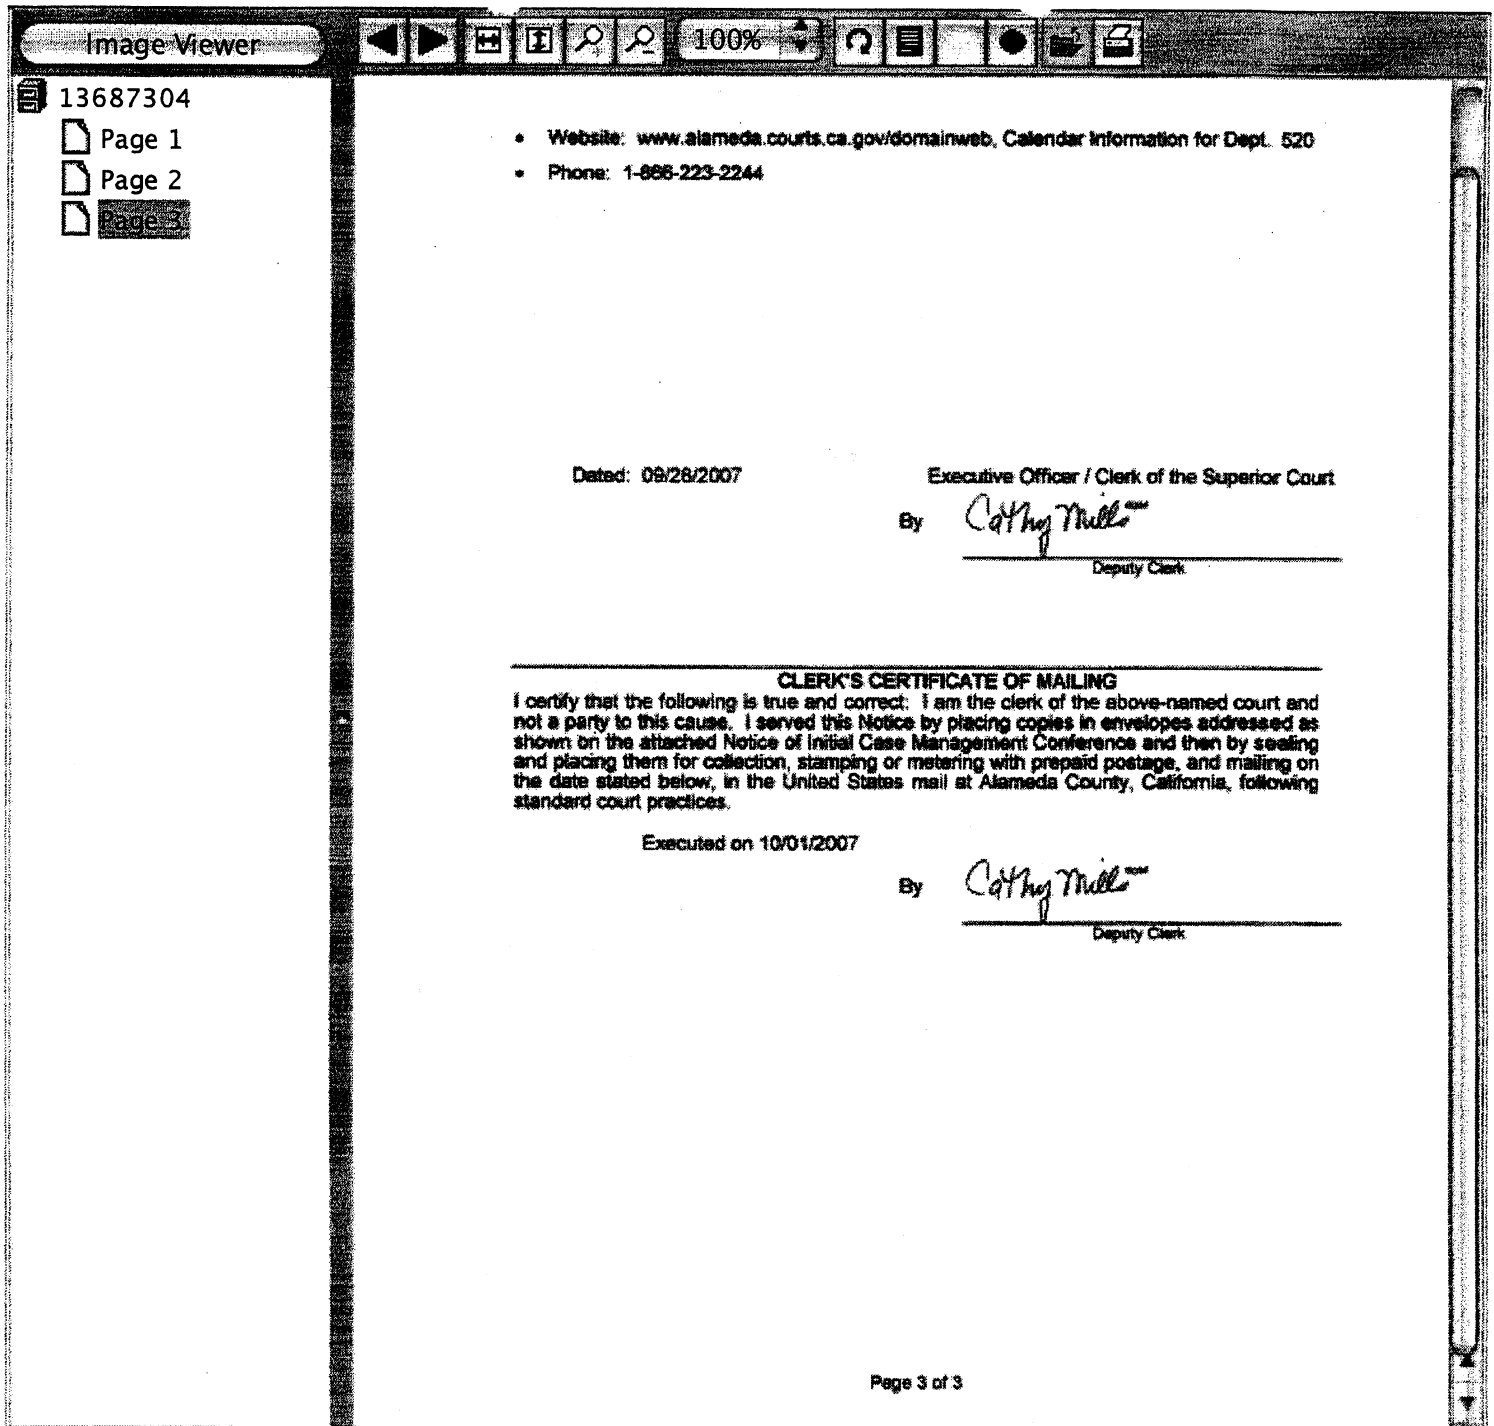 Image Viewer
100%
13687304
Page 1
Page 2
Page 3
• Website: www.alameda.courts.ca.gov/domainweb, Calendar Information for Dept. 520
• Phone: 1-866-223-2244
Dated: 09/28/2007
Executive Officer / Clerk of the Superior Court
By Cathy Mills
Deputy Clerk
CLERK'S CERTIFICATE OF MAILING
I certify that the following is true and correct: I am the clerk of the above-named court and
not a party to this cause. I served this Notice by placing copies in envelopes addressed as
shown on the attached Notice of Initial Case Management Conference and then by sealing
and placing them for collection, stamping or metering with prepaid postage, and mailing on
the date stated below, in the United States mail at Alameda County, California, following
standard court practices.
Executed on 10/01/2007
By Cathy Mills
Deputy Clerk
Page 3 of 3